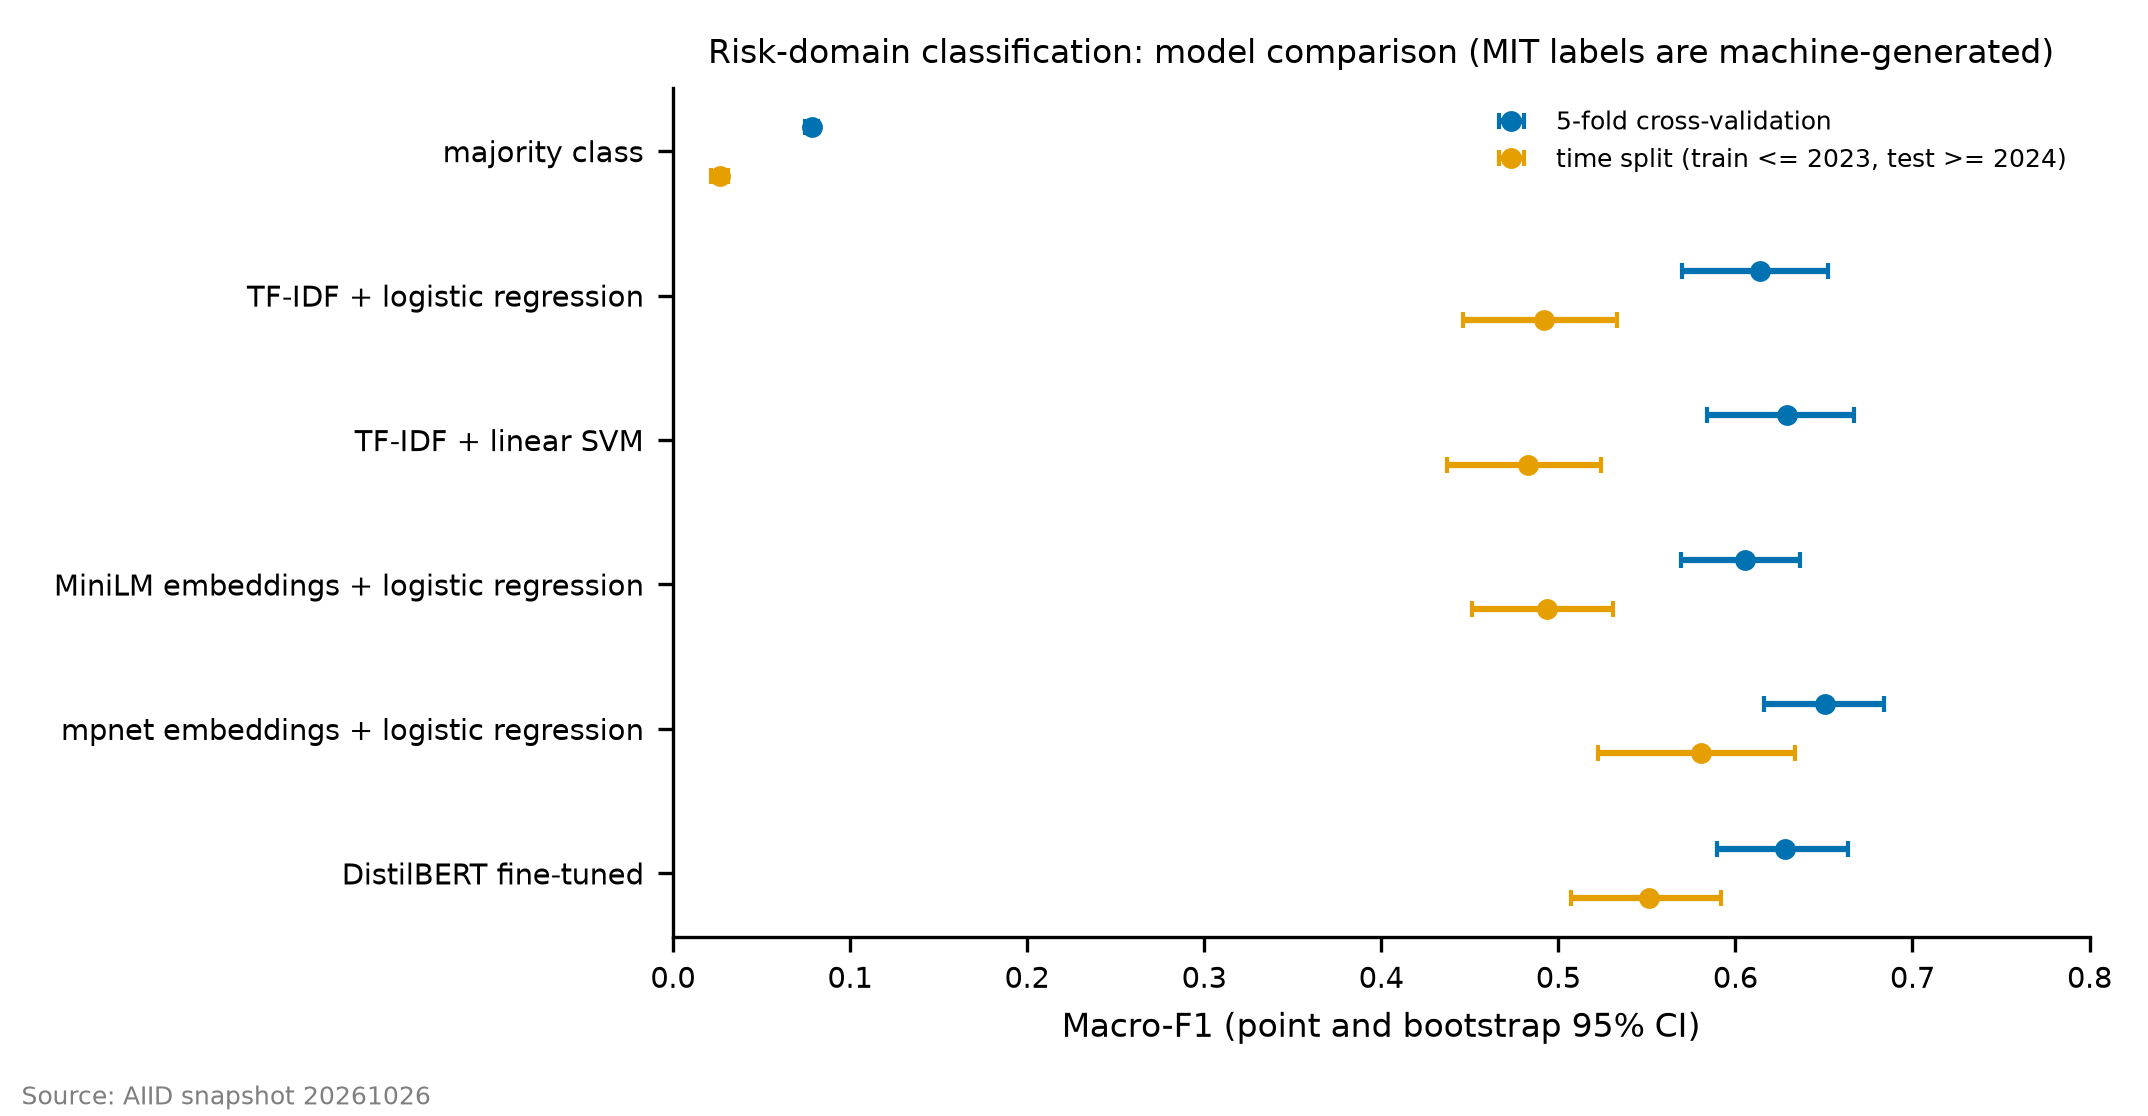 Risk-domain classification: model comparison (MIT labels are machine-generated)
5-fold cross-validation
time split (train <= 2023, test >= 2024)
majority class
TF-IDF + logistic regression
TF-IDF + linear SVM
MiniLM embeddings + logistic regression
mpnet embeddings + logistic regression
DistilBERT fine-tuned
0.0 0.1 0.2 0.3 0.4 0.5 0.6 0.7 0.8
Macro-F1 (point and bootstrap 95% CI)
Source: AIID snapshot 20261026